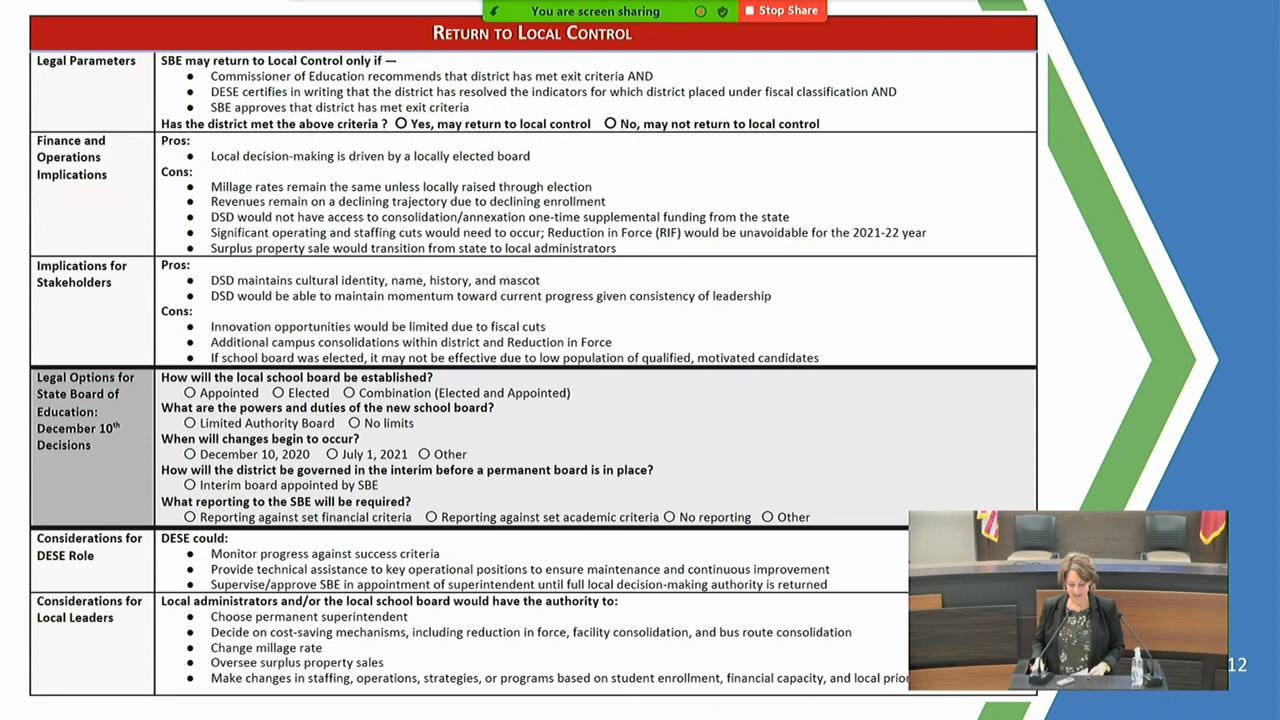 You are screen sharing
Stop Share
RETURN TO LOCAL CONTROL
Legal Parameters
SBE may return to Local Control only if —
● Commissioner of Education recommends that district has met exit criteria AND
● DESE certifies in writing that the district has resolved the indicators for which district placed under fiscal classification AND
● SBE approves that district has met exit criteria
Has the district met the above criteria ? O Yes, may return to local control O No, may not return to local control
Finance and
Operations
Implications
Pros:
● Local decision-making is driven by a locally elected board
Cons:
● Millage rates remain the same unless locally raised through election
● Revenues remain on a declining trajectory due to declining enrollment
● DSD would not have access to consolidation/annexation one-time supplemental funding from the state
● Significant operating and staffing cuts would need to occur; Reduction in Force (RIF) would be unavoidable for the 2021-22 year
● Surplus property sale would transition from state to local administrators
Implications for
Stakeholders
Pros:
● DSD maintains cultural identity, name, history, and mascot
● DSD would be able to maintain momentum toward current progress given consistency of leadership
Cons:
● Innovation opportunities would be limited due to fiscal cuts
● Additional campus consolidations within district and Reduction in Force
● If school board was elected, it may not be effective due to low population of qualified, motivated candidates
Legal Options for
State Board of
Education:
December 10th
Decisions
How will the local school board be established?
O Appointed O Elected O Combination (Elected and Appointed)
What are the powers and duties of the new school board?
O Limited Authority Board O No limits
When will changes begin to occur?
O December 10, 2020 O July 1, 2021 O Other
How will the district be governed in the interim before a permanent board is in place?
O Interim board appointed by SBE
What reporting to the SBE will be required?
O Reporting against set financial criteria O Reporting against set academic criteria O No reporting O Other
Considerations for
DESE Role
DESE could:
● Monitor progress against success criteria
● Provide technical assistance to key operational positions to ensure maintenance and continuous improvement
● Supervise/approve SBE in appointment of superintendent until full local decision-making authority is returned
Considerations for
Local Leaders
Local administrators and/or the local school board would have the authority to:
● Choose permanent superintendent
● Decide on cost-saving mechanisms, including reduction in force, facility consolidation, and bus route consolidation
● Change millage rate
● Oversee surplus property sales
● Make changes in staffing, operations, strategies, or programs based on student enrollment, financial capacity, and local
12